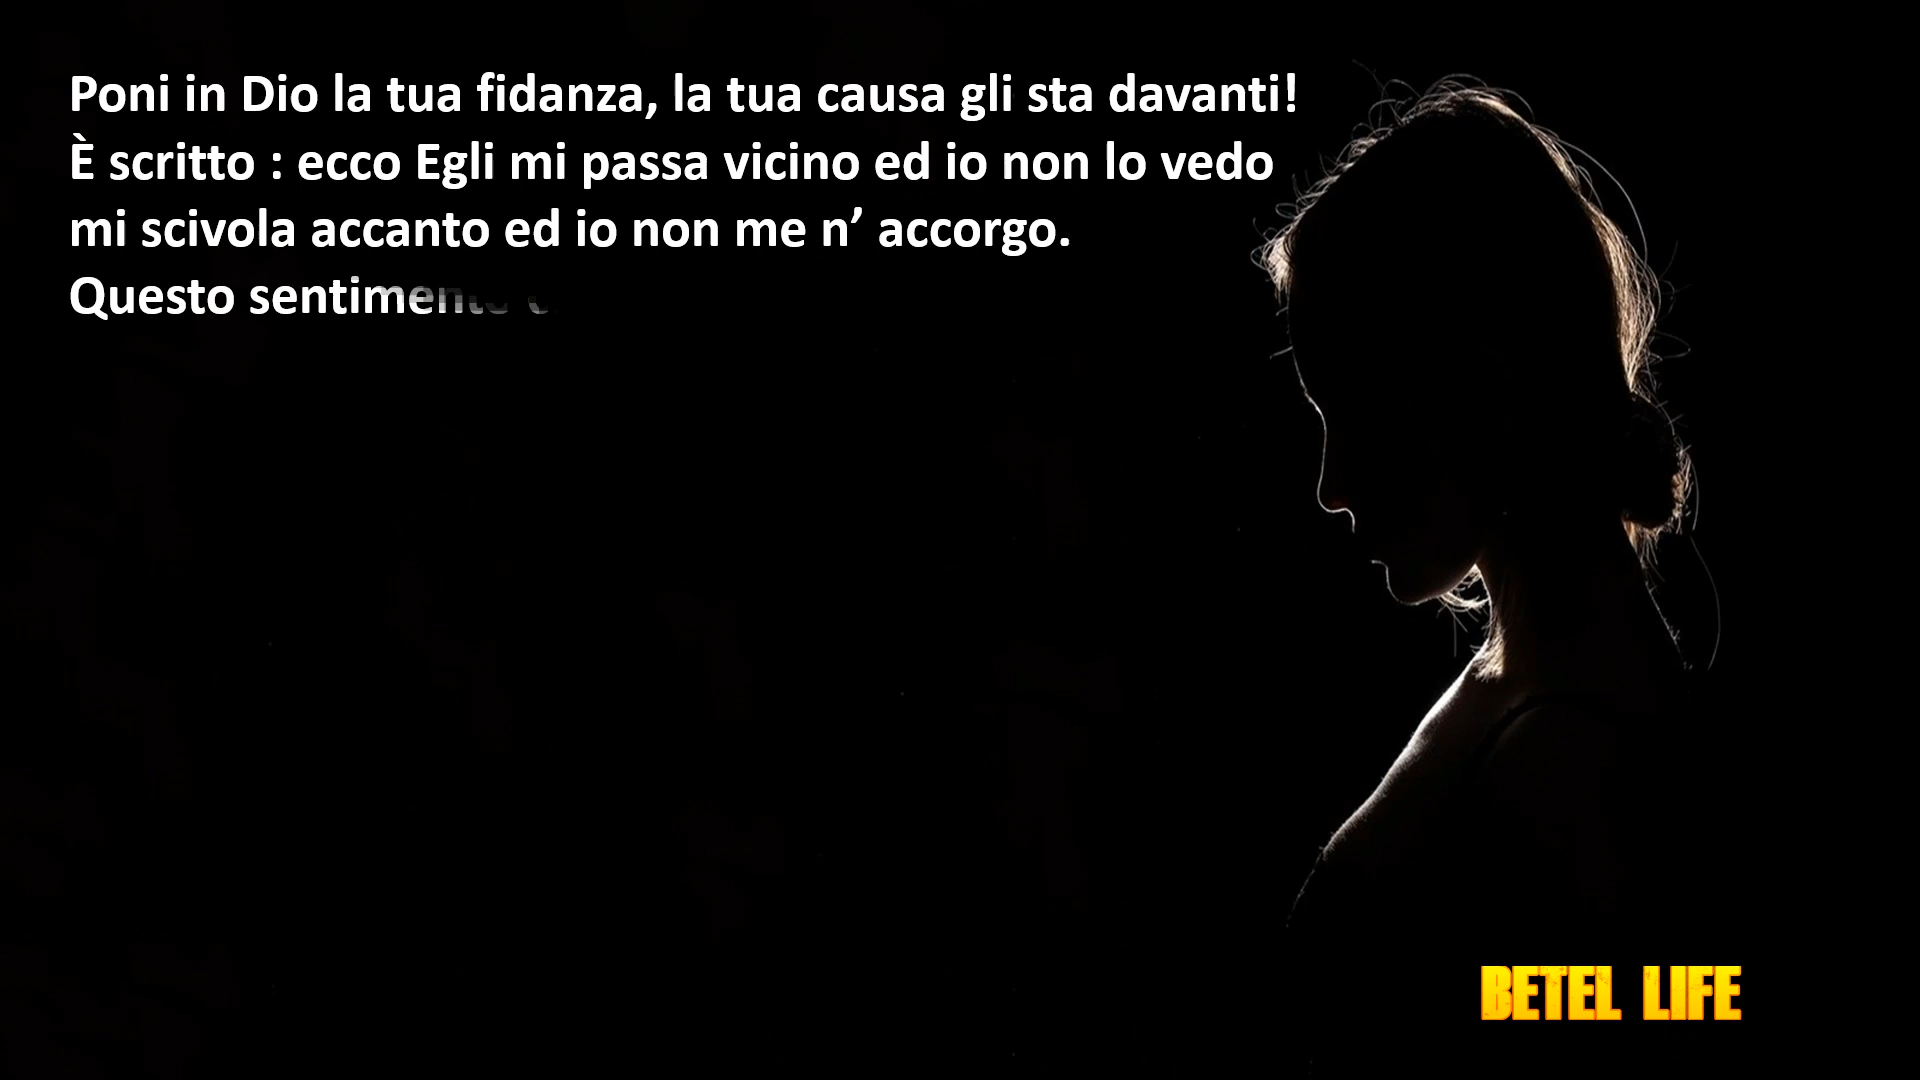 Poni in Dio la tua fidanza, la tua causa gli sta davanti!
È scritto : ecco Egli mi passa vicino ed io non lo vedo
mi scivola accanto ed io non me n’ accorgo.
Questo sentimento
BETEL LIFE